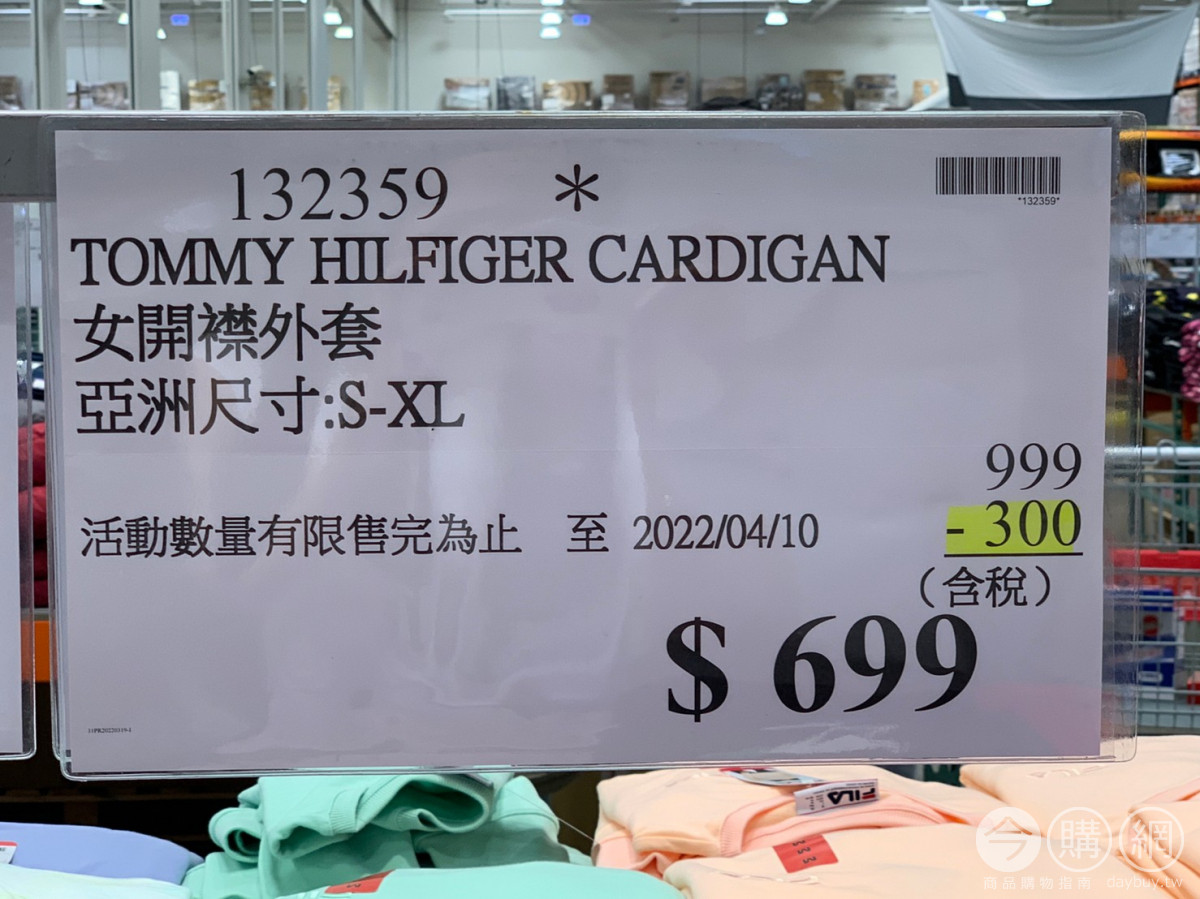 132359 *
*132359*
TOMMY HILFIGER CARDIGAN
女開襟外套
亞洲尺寸:S-XL
999
活動數量有限售完為止 至 2022/04/10 - 300
(含稅)
$ 699
11PR20220319-1
FILA
今購網
商品購物指南 daybuy.tw